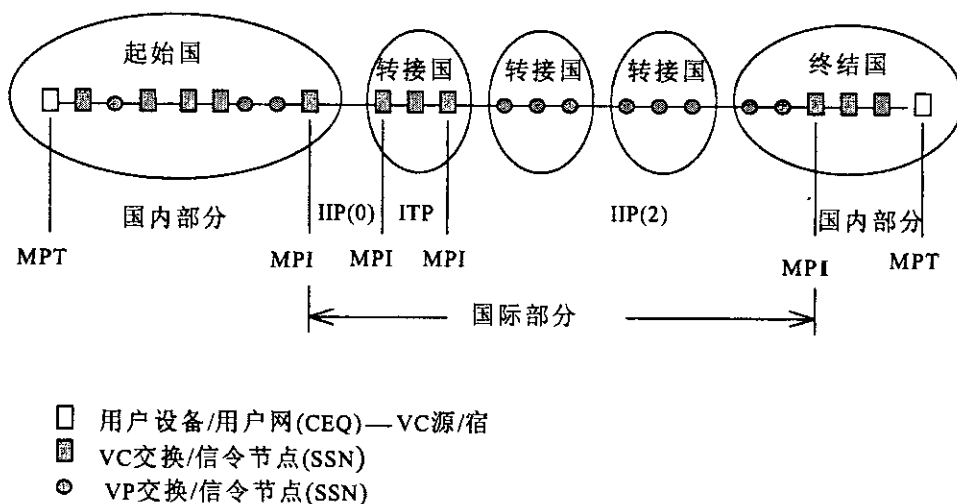 起始国
转接国
转接国
转接国
终结国
国内部分
IIP(0)
ITP
IIP(2)
国内部分
MPT
MPI
MPI
MPI
MPI
MPT
国际部分
用户设备/用户网(CEQ)—VC源/宿
VC交换/信令节点(SSN)
VP交换/信令节点(SSN)